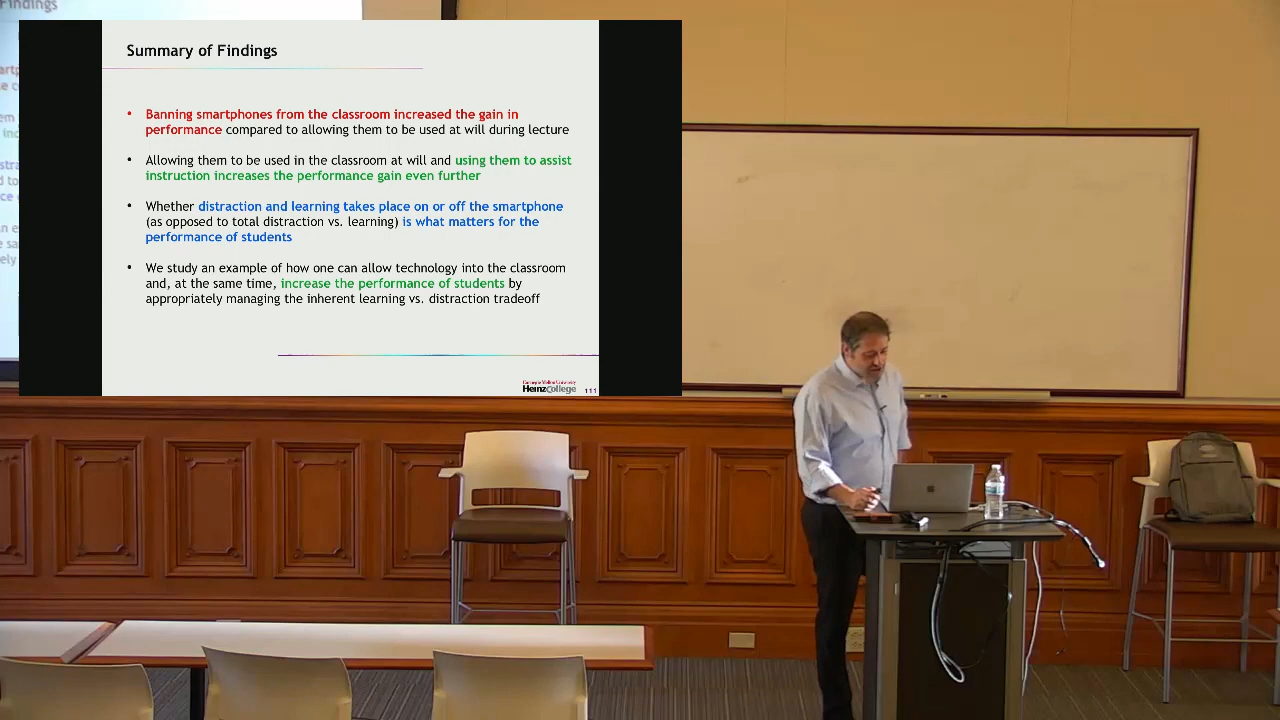 Findings
Summary of Findings
• Banning smartphones from the classroom increased the gain in
performance compared to allowing them to be used at will during lecture
• Allowing them to be used in the classroom at will and using them to assist
instruction increases the performance gain even further
• Whether distraction and learning takes place on or off the smartphone
(as opposed to total distraction vs. learning) is what matters for the
performance of students
• We study an example of how one can allow technology into the classroom
and, at the same time, increase the performance of students by
appropriately managing the inherent learning vs. distraction tradeoff
Carnegie Mellon University
HeinzCollege
111